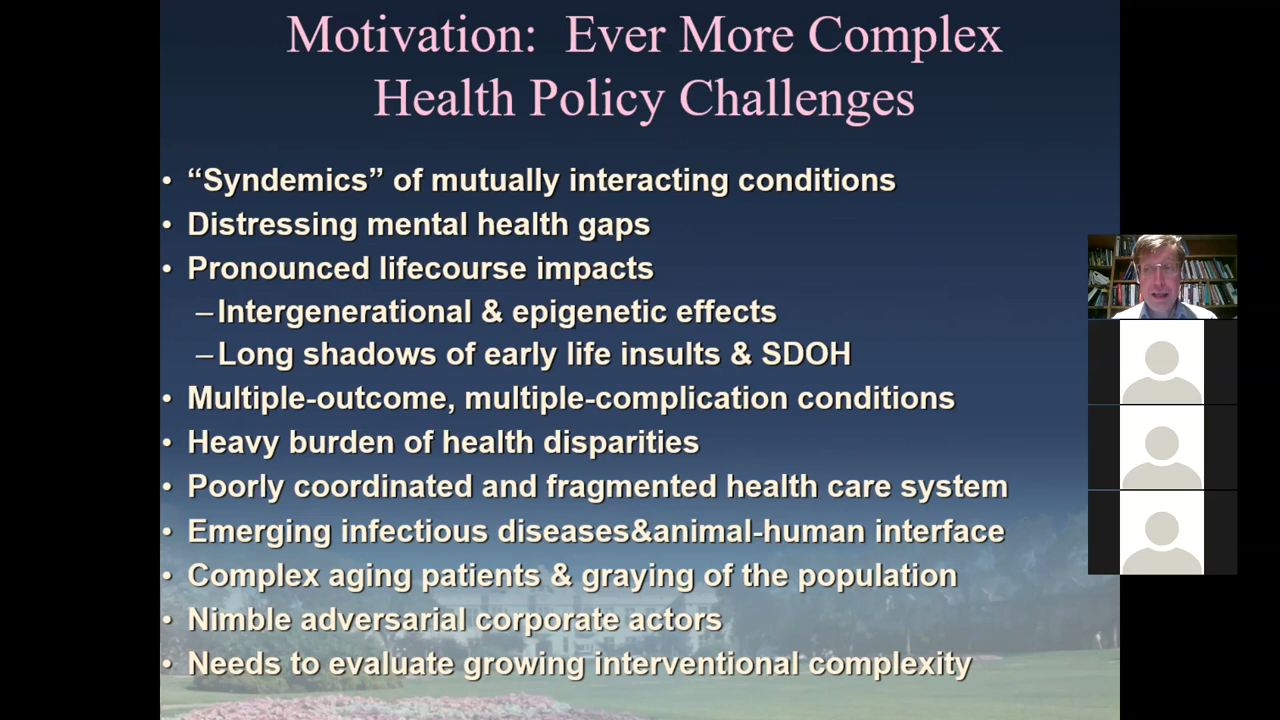 Motivation:  Ever More Complex
Health Policy Challenges
• “Syndemics” of mutually interacting conditions
• Distressing mental health gaps
• Pronounced lifecourse impacts
–Intergenerational & epigenetic effects
–Long shadows of early life insults & SDOH
• Multiple-outcome, multiple-complication conditions
• Heavy burden of health disparities
• Poorly coordinated and fragmented health care system
• Emerging infectious diseases&animal-human interface
• Complex aging patients & graying of the population
• Nimble adversarial corporate actors
• Needs to evaluate growing interventional complexity